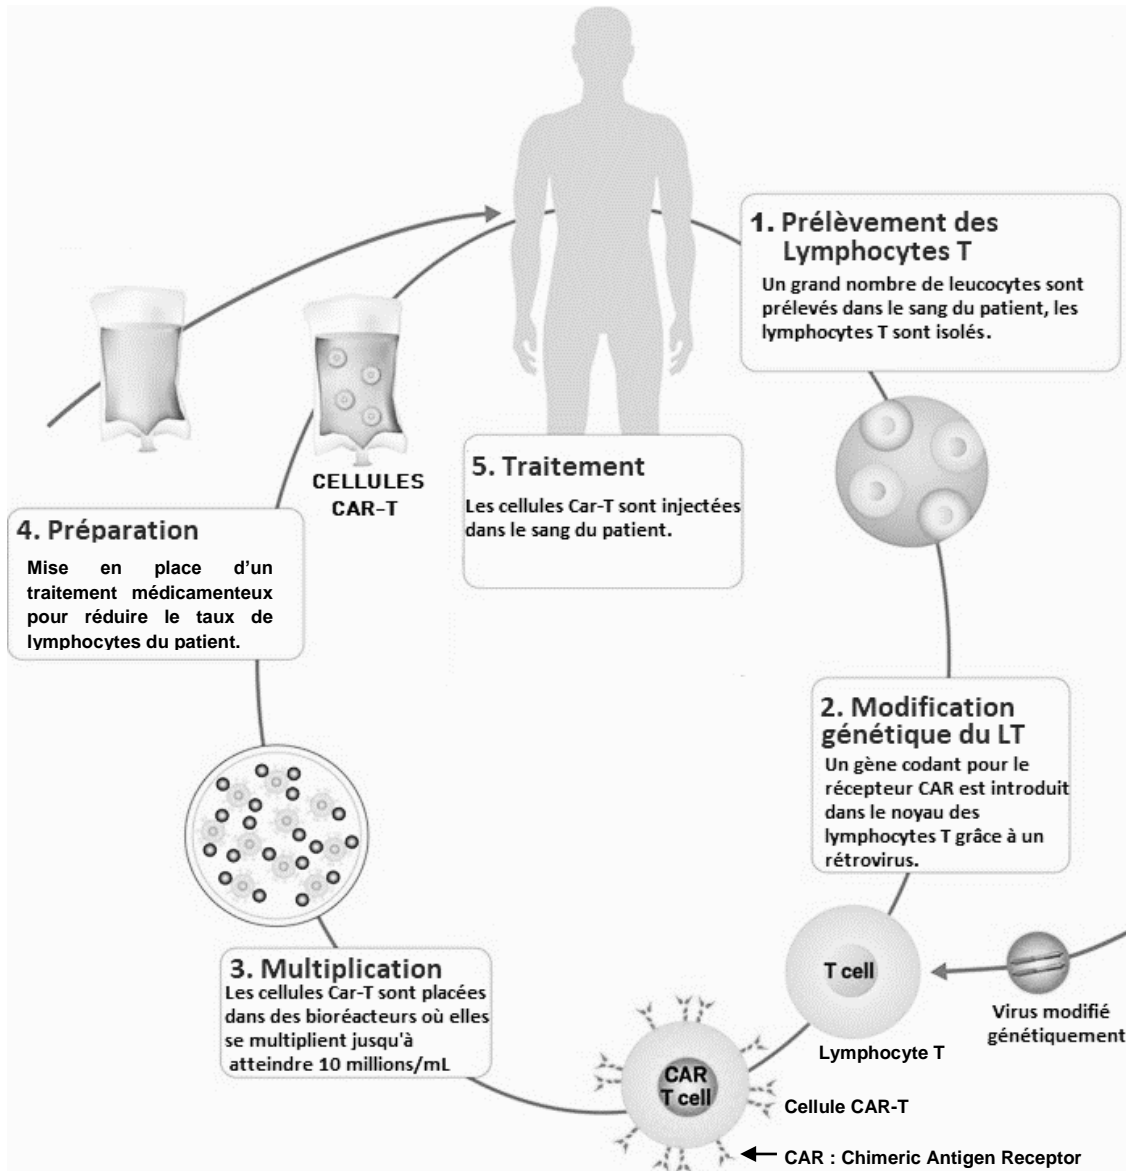 1. Prélèvement des
Lymphocytes T
Un grand nombre de leucocytes sont
prélevés dans le sang du patient, les
lymphocytes T sont isolés.
2. Modification
génétique du LT
Un gène codant pour le
récepteur CAR est introduit
dans le noyau des
lymphocytes T grâce à un
rétrovirus.
T cell
Lymphocyte T
Virus modifié
génétiquement
CAR
T cell
Cellule CAR-T
CAR : Chimeric Antigen Receptor
3. Multiplication
Les cellules Car-T sont placées
dans des bioréacteurs où elles
se multiplient jusqu'à
atteindre 10 millions/mL
4. Préparation
Mise en place d'un
traitement médicamenteux
pour réduire le taux de
lymphocytes du patient.
CELLULES
CAR-T
5. Traitement
Les cellules Car-T sont injectées
dans le sang du patient.